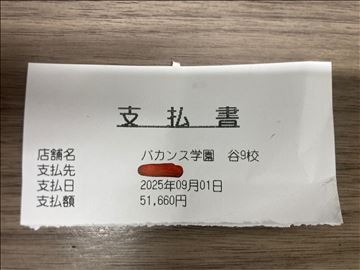 支払書
店舗名 バカンス学園 谷9校
支払先
支払日 2025年09月01日
支払額 51,660円